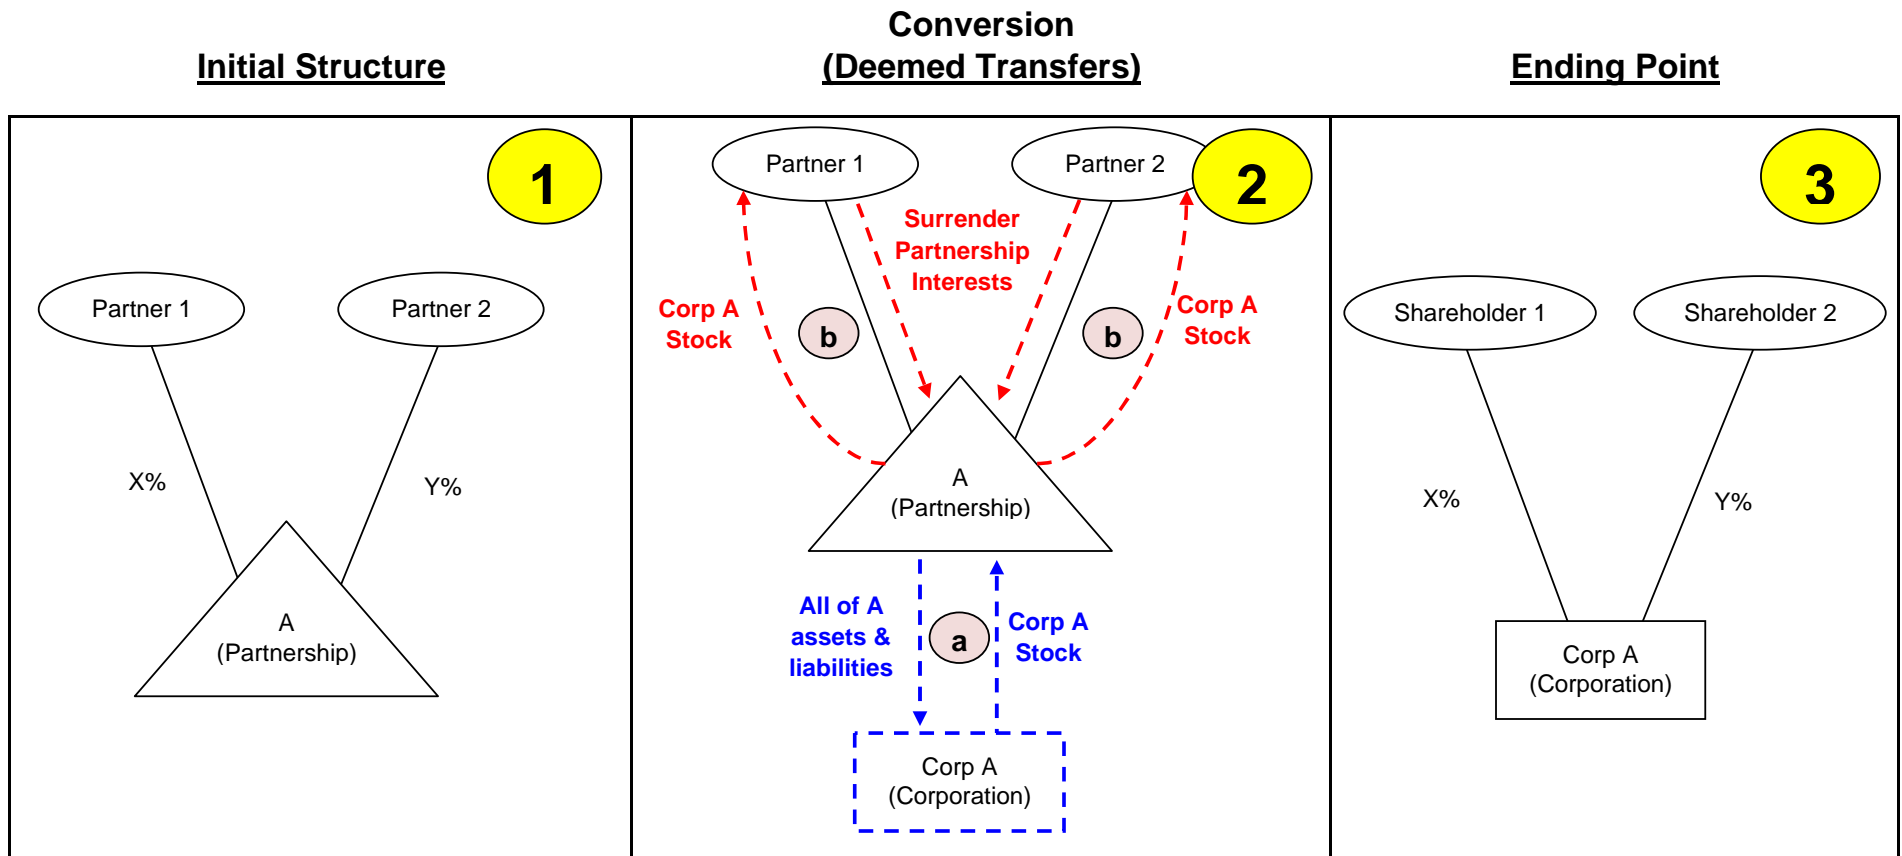 Initial Structure
Conversion
(Deemed Transfers)
Ending Point
1
Partner 1
Partner 2
X%
Y%
A
(Partnership)
2
Partner 1
Partner 2
Surrender
Partnership
Interests
Corp A
Stock
b
b
Corp A
Stock
A
(Partnership)
All of A
assets &
liabilities
a
Corp A
Stock
Corp A
(Corporation)
3
Shareholder 1
Shareholder 2
X%
Y%
Corp A
(Corporation)